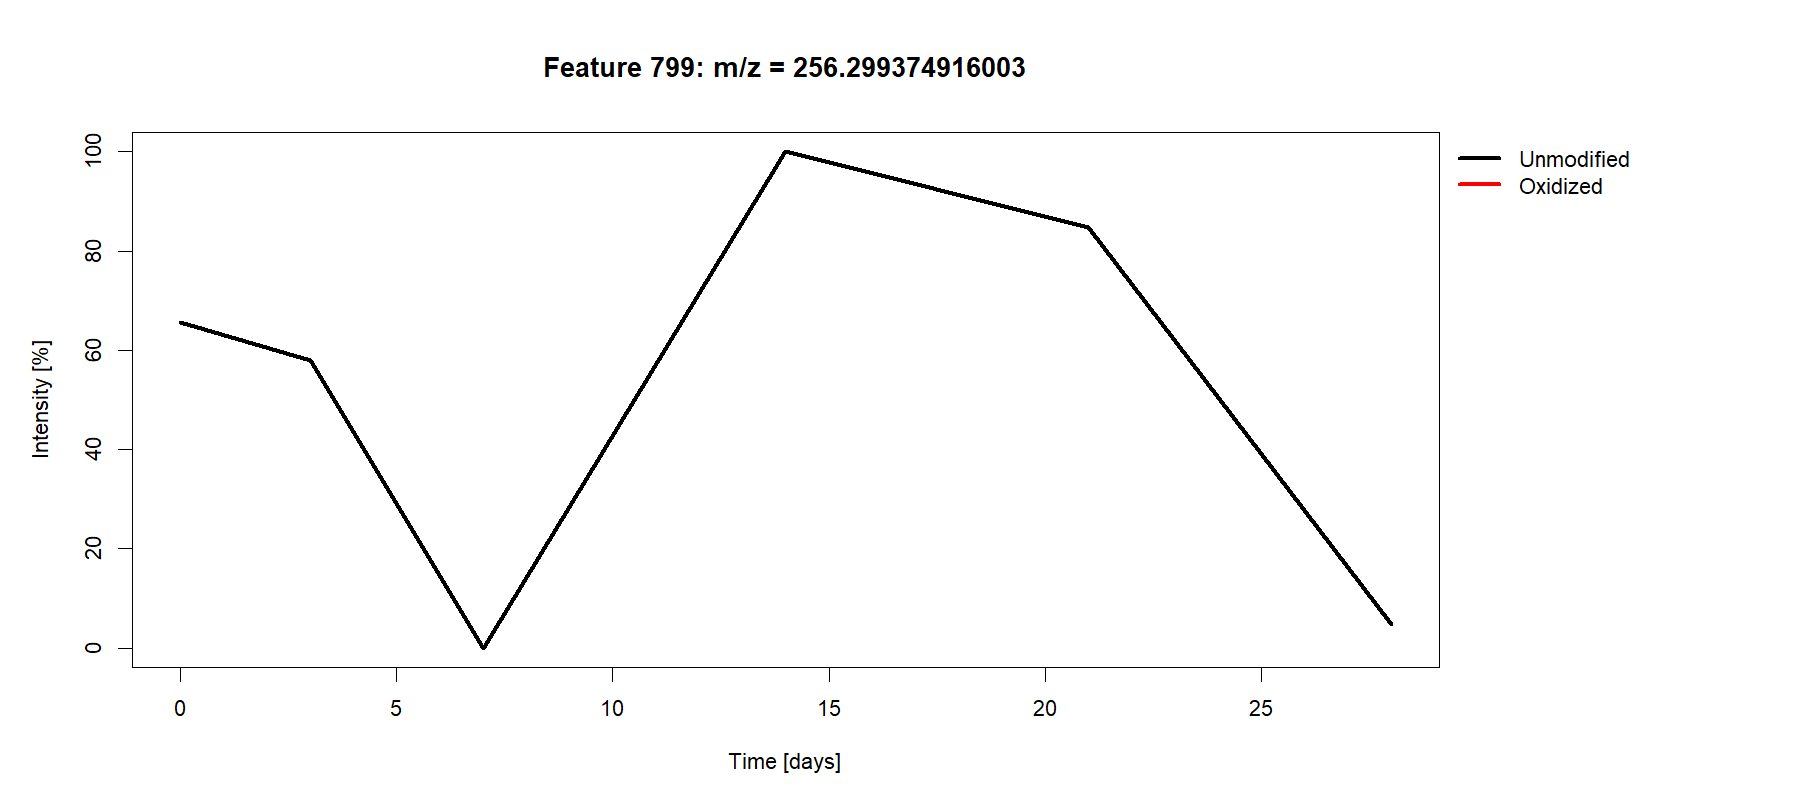 Feature 799: m/z = 256.299374916003
Unmodified
Oxidized
100
80
60
40
20
0
Intensity [%]
0 5 10 15 20 25
Time [days]